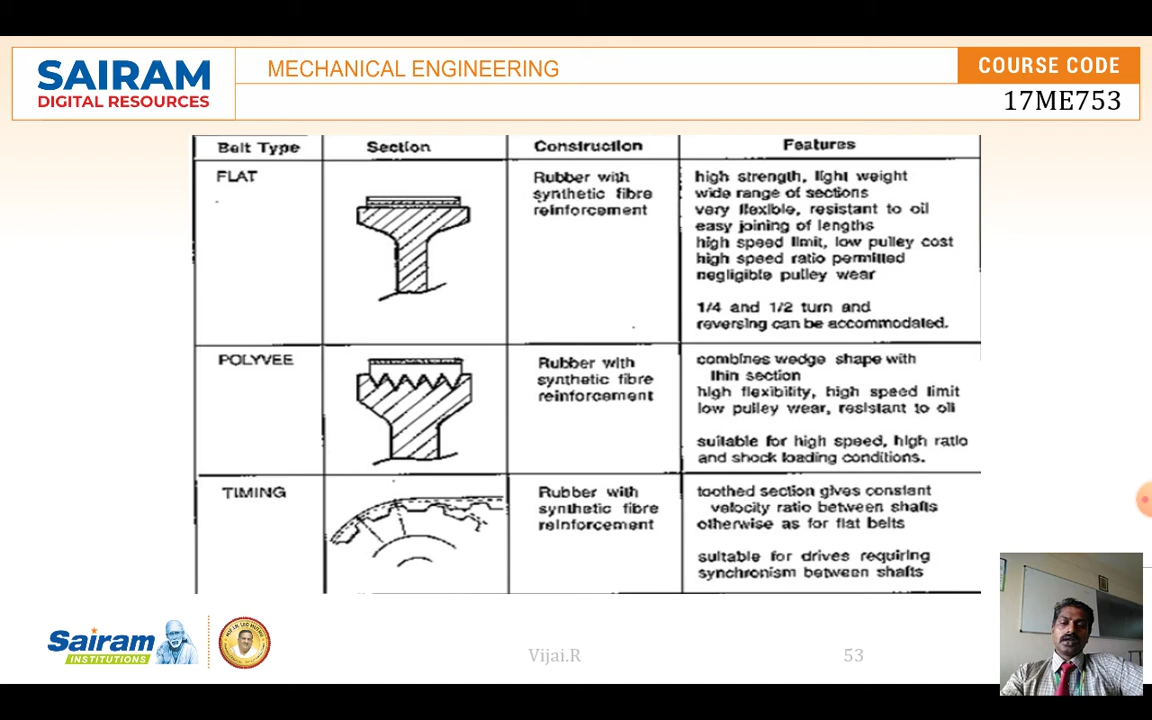 SAIRAM
DIGITAL RESOURCES
MECHANICAL ENGINEERING
COURSE CODE
17ME753
Belt Type
Section
Construction
Features
FLAT
Rubber with
synthetic fibre
reinforcement
high strength, light weight
wide range of sections
very flexible, resistant to oil
easy joining of lengths
high speed limit, low pulley cost
high speed ratio permitted
negligible pulley wear
1/4 and 1/2 turn and
reversing can be accommodated.
POLYVEE
Rubber with
synthetic fibre
reinforcement
combines wedge shape with
thin section
high flexibility, high speed limit
low pulley wear, resistant to oil
suitable for high speed, high ratio
and shock loading conditions.
TIMING
Rubber with
synthetic fibre
reinforcement
toothed section gives constant
velocity ratio between shafts
otherwise as for flat belts
suitable for drives requiring
synchronism between shafts
Sairam
INSTITUTIONS
Vijai.R
53